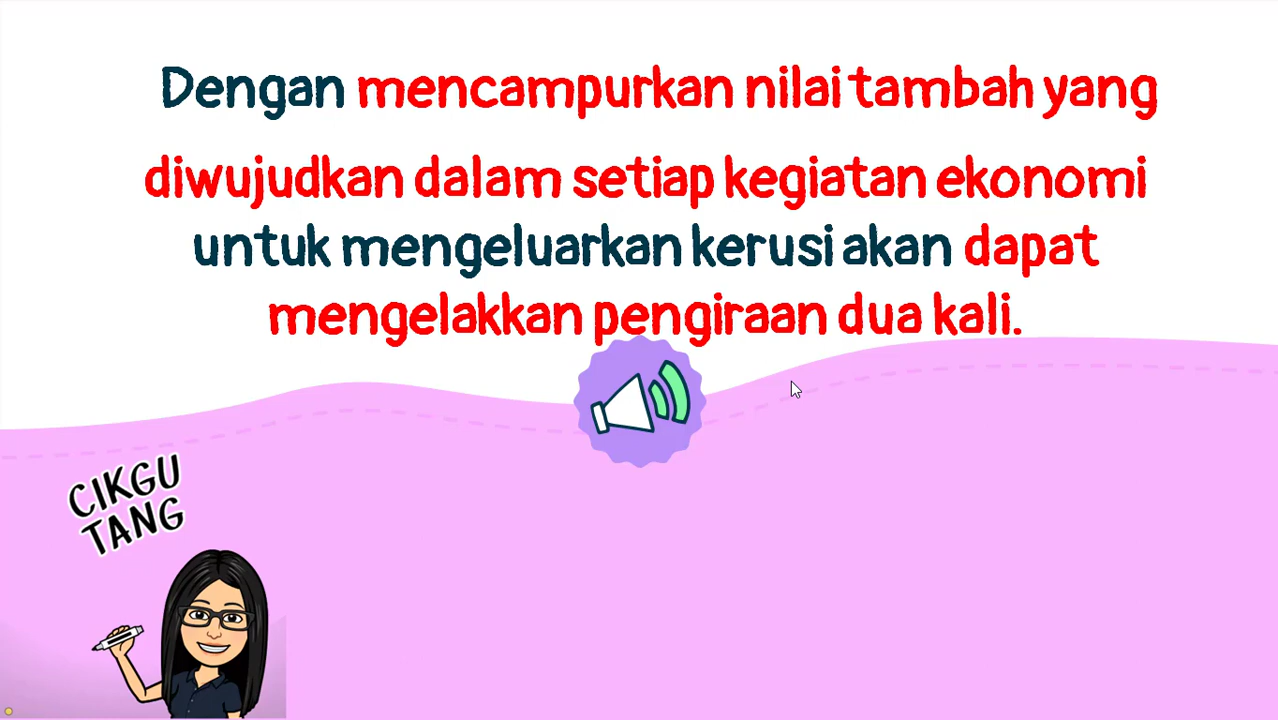 Dengan mencampurkan nilai tambah yang
diwujudkan dalam setiap kegiatan ekonomi
untuk mengeluarkan kerusi akan dapat
mengelakkan pengiraan dua kali.
CIKGU
TANG